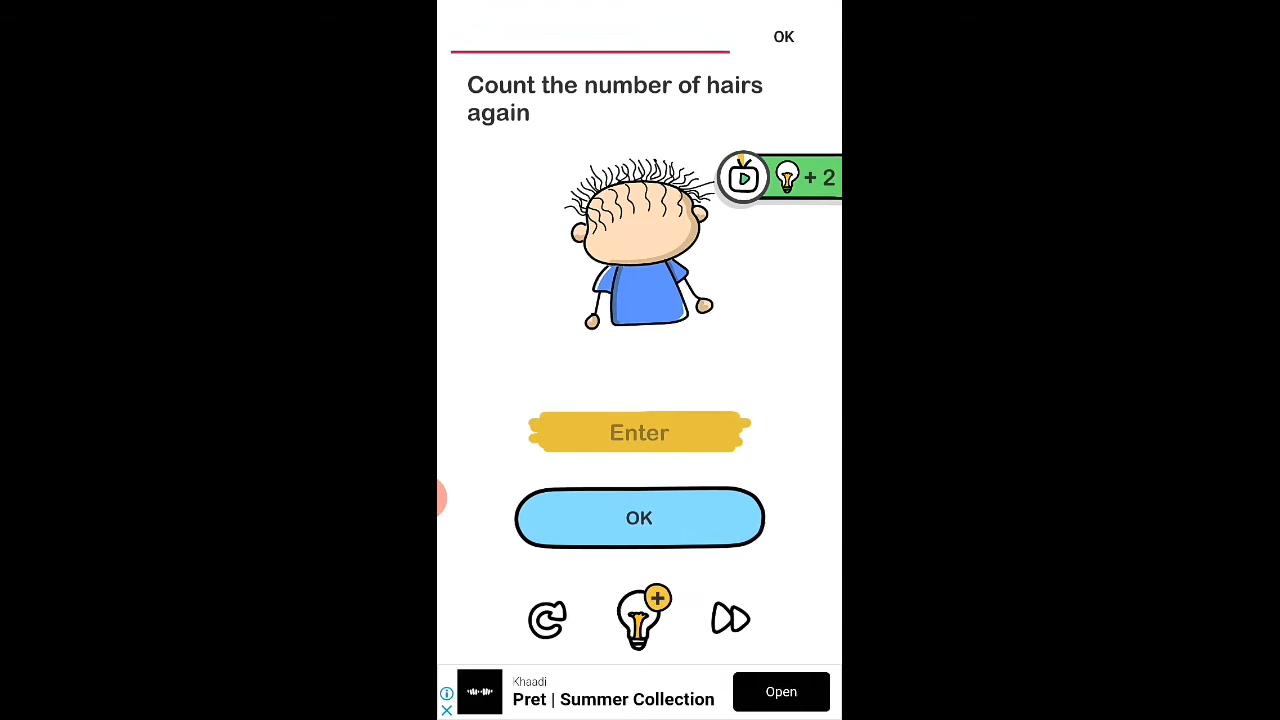 OK
Count the number of hairs
again
+ 2
Enter
OK
Khaadi
Pret | Summer Collection
Open